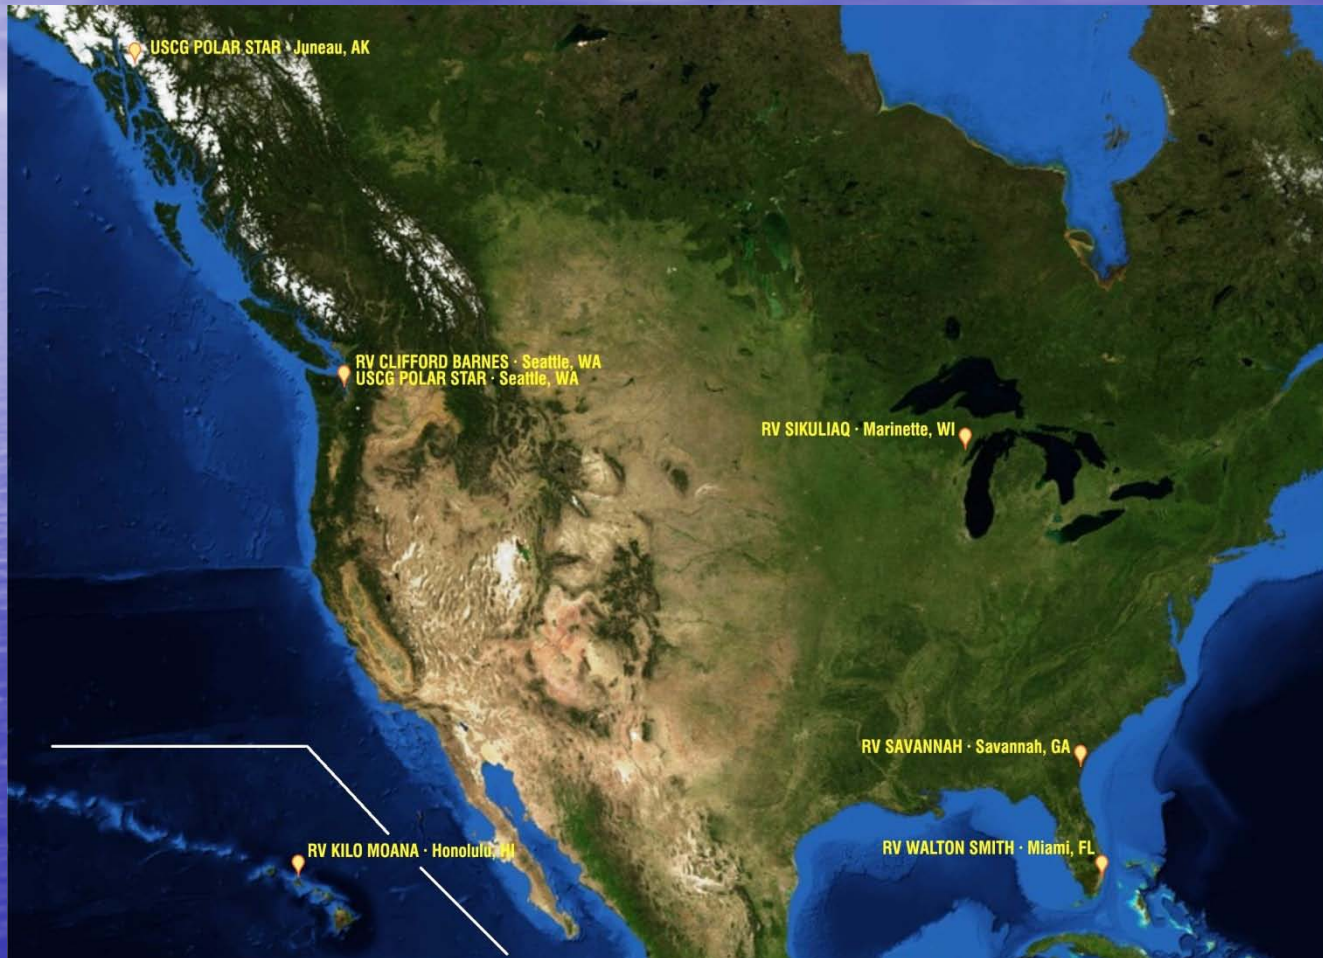 USCG POLAR STAR · Juneau, AK
RV CLIFFORD BARNES · Seattle, WA
USCG POLAR STAR · Seattle, WA
RV SIKULIAQ · Marinette, WI
RV SAVANNAH · Savannah, GA
RV KILO MOANA · Honolulu, HI
RV WALTON SMITH · Miami, FL